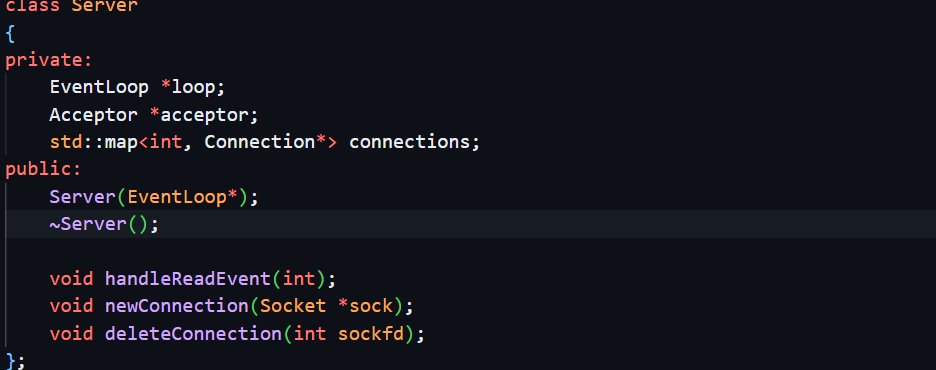 class Server
{
private:
    EventLoop *loop;
    Acceptor *acceptor;
    std::map<int, Connection*> connections;
public:
    Server(EventLoop*);
    ~Server();
    void handleReadEvent(int);
    void newConnection(Socket *sock);
    void deleteConnection(int sockfd);
};